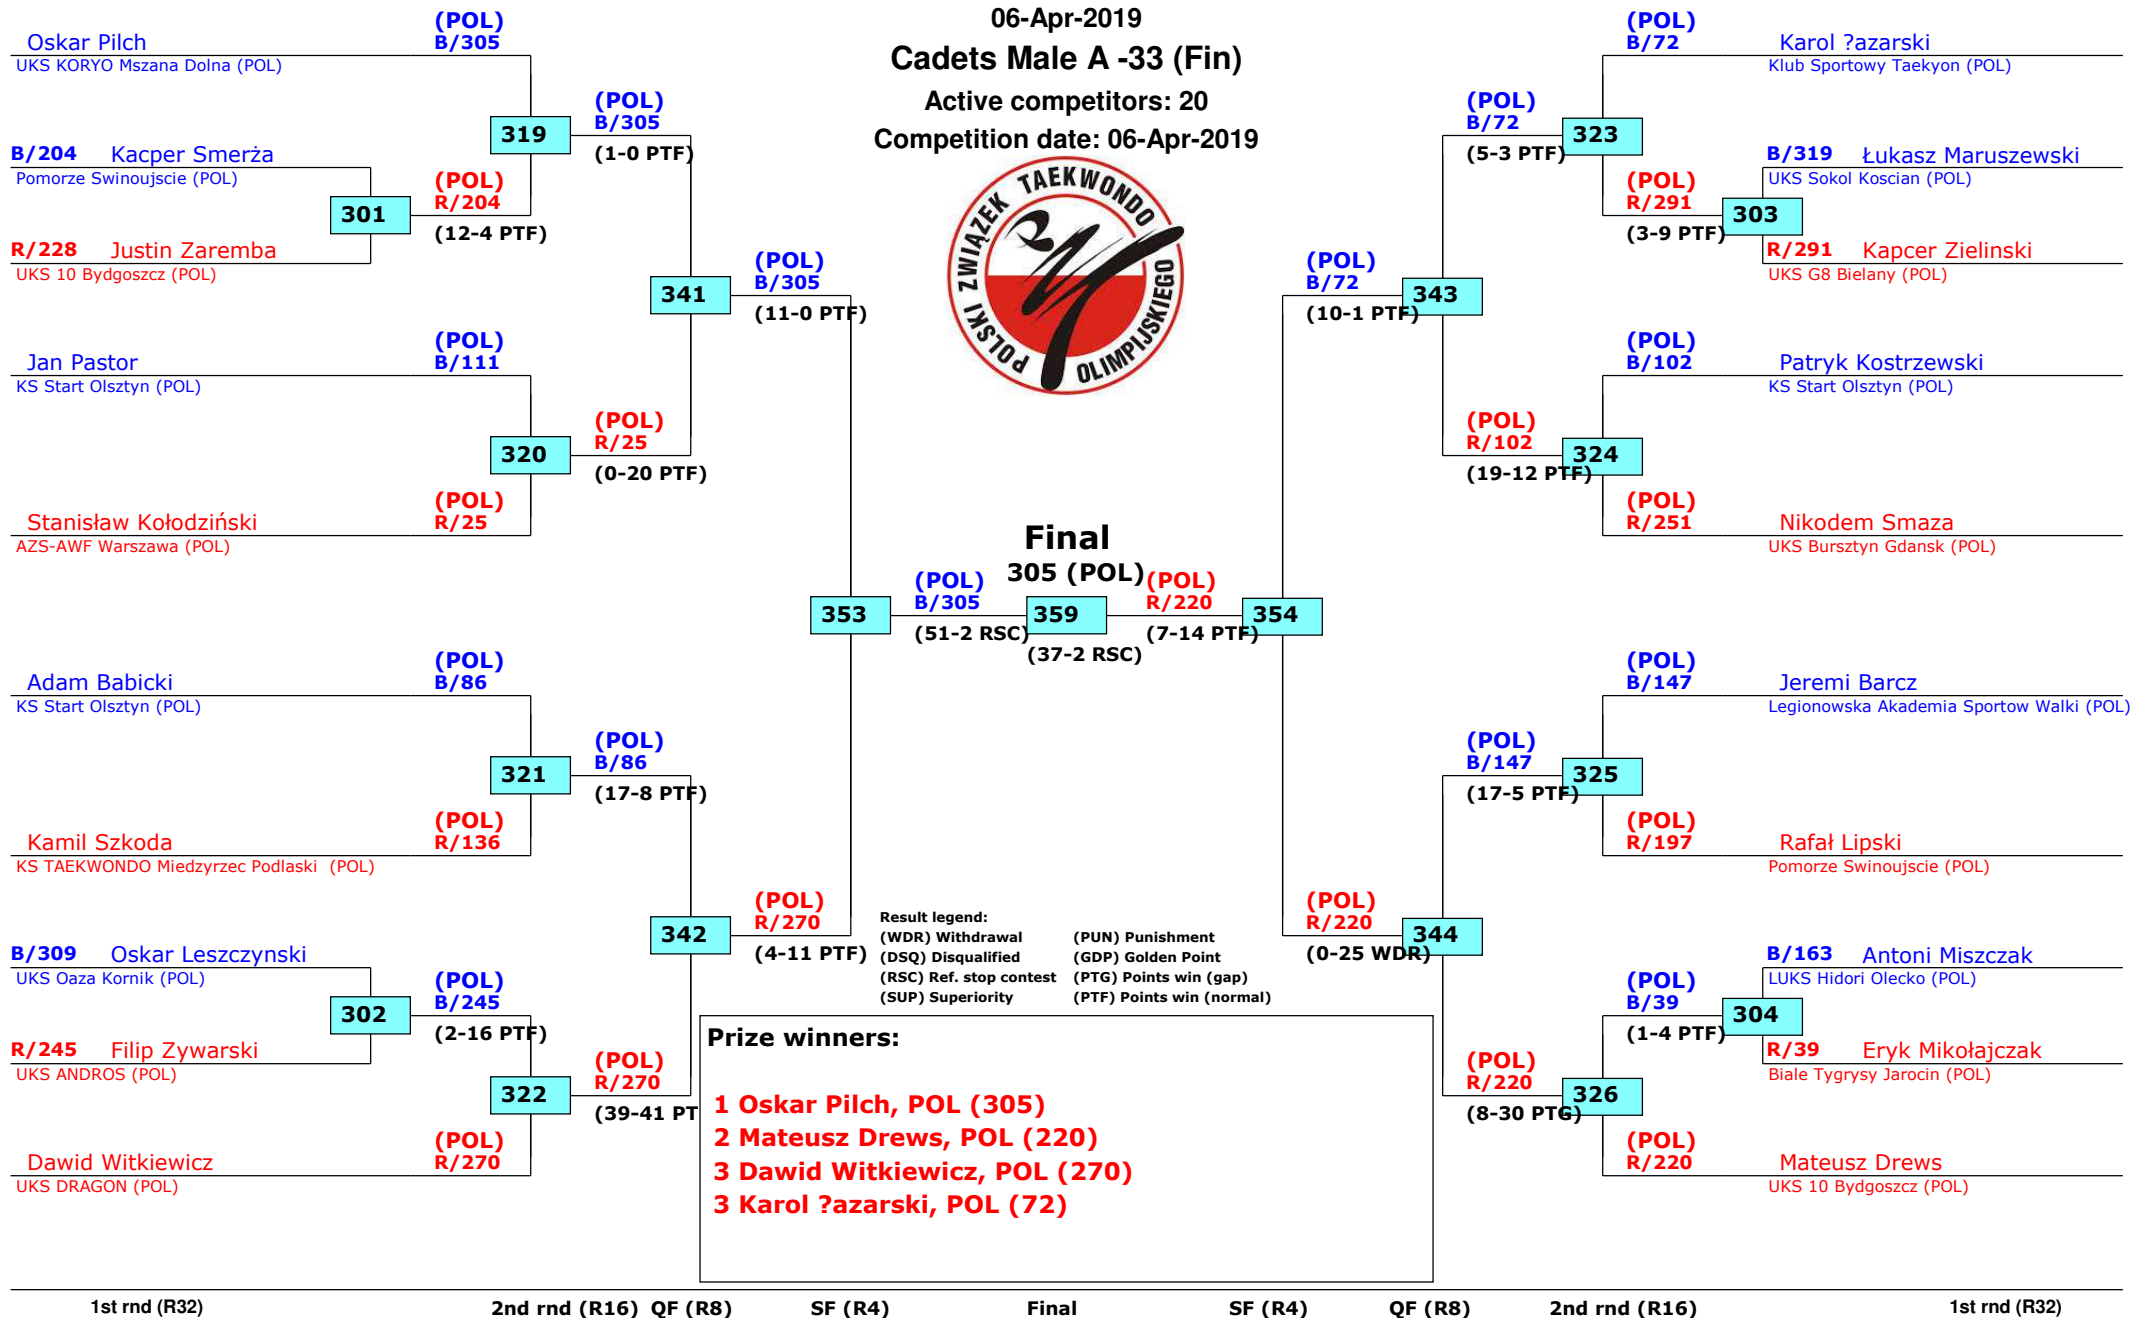 06-Apr-2019
Cadets Male A -33 (Fin)
Active competitors: 20
Competition date: 06-Apr-2019
POLSKI ZWIĄZEK TAEKWONDO OLIMPIJSKIEGO
Oskar Pilch
UKS KORYO Mszana Dolna (POL)
(POL)
B/305
B/204 Kacper Smerża
Pomorze Swinoujscie (POL)
R/228 Justin Zaremba
UKS 10 Bydgoszcz (POL)
301
(POL)
R/204
(12-4 PTF)
319
(POL)
B/305
(1-0 PTF)
Jan Pastor
KS Start Olsztyn (POL)
(POL)
B/111
Stanisław Kołodziński
AZS-AWF Warszawa (POL)
(POL)
R/25
320
(POL)
R/25
(0-20 PTF)
341
(POL)
B/305
(11-0 PTF)
Adam Babicki
KS Start Olsztyn (POL)
(POL)
B/86
Kamil Szkoda
KS TAEKWONDO Miedzyrzec Podlaski (POL)
(POL)
R/136
321
(POL)
B/86
(17-8 PTF)
B/309 Oskar Leszczynski
UKS Oaza Kornik (POL)
R/245 Filip Zywarski
UKS ANDROS (POL)
302
(POL)
B/245
(2-16 PTF)
Dawid Witkiewicz
UKS DRAGON (POL)
(POL)
R/270
322
(POL)
R/270
(39-41 PT
342
(POL)
R/270
(4-11 PTF)
353
(POL)
B/305
(51-2 RSC)
Final
305 (POL)
359
(37-2 RSC)
(POL)
R/220
(7-14 PTF)
354
(POL)
B/72
(10-1 PTF)
343
(POL)
B/72
(5-3 PTF)
323
(POL)
B/72
Karol ?azarski
Klub Sportowy Taekyon (POL)
(POL)
R/291
(3-9 PTF)
303
B/319 Łukasz Maruszewski
UKS Sokol Koscian (POL)
R/291 Kapcer Zielinski
UKS G8 Bielany (POL)
(POL)
R/102
(19-12 PTF)
324
(POL)
B/102
Patryk Kostrzewski
KS Start Olsztyn (POL)
(POL)
R/251
Nikodem Smaza
UKS Bursztyn Gdansk (POL)
(POL)
R/220
(0-25 WDR)
344
(POL)
B/147
(17-5 PTF)
325
(POL)
B/147
Jeremi Barcz
Legionowska Akademia Sportow Walki (POL)
(POL)
R/197
Rafał Lipski
Pomorze Swinoujscie (POL)
(POL)
R/220
(8-30 PTG)
326
(POL)
B/39
(1-4 PTF)
304
B/163 Antoni Miszczak
LUKS Hidori Olecko (POL)
R/39 Eryk Mikołajczak
Biale Tygrysy Jarocin (POL)
(POL)
R/220
Mateusz Drews
UKS 10 Bydgoszcz (POL)
Result legend:
(WDR) Withdrawal (PUN) Punishment
(DSQ) Disqualified (GDP) Golden Point
(RSC) Ref. stop contest (PTG) Points win (gap)
(SUP) Superiority (PTF) Points win (normal)
Prize winners:
1 Oskar Pilch, POL (305)
2 Mateusz Drews, POL (220)
3 Dawid Witkiewicz, POL (270)
3 Karol ?azarski, POL (72)
1st rnd (R32) 2nd rnd (R16) QF (R8) SF (R4) Final SF (R4) QF (R8) 2nd rnd (R16) 1st rnd (R32)